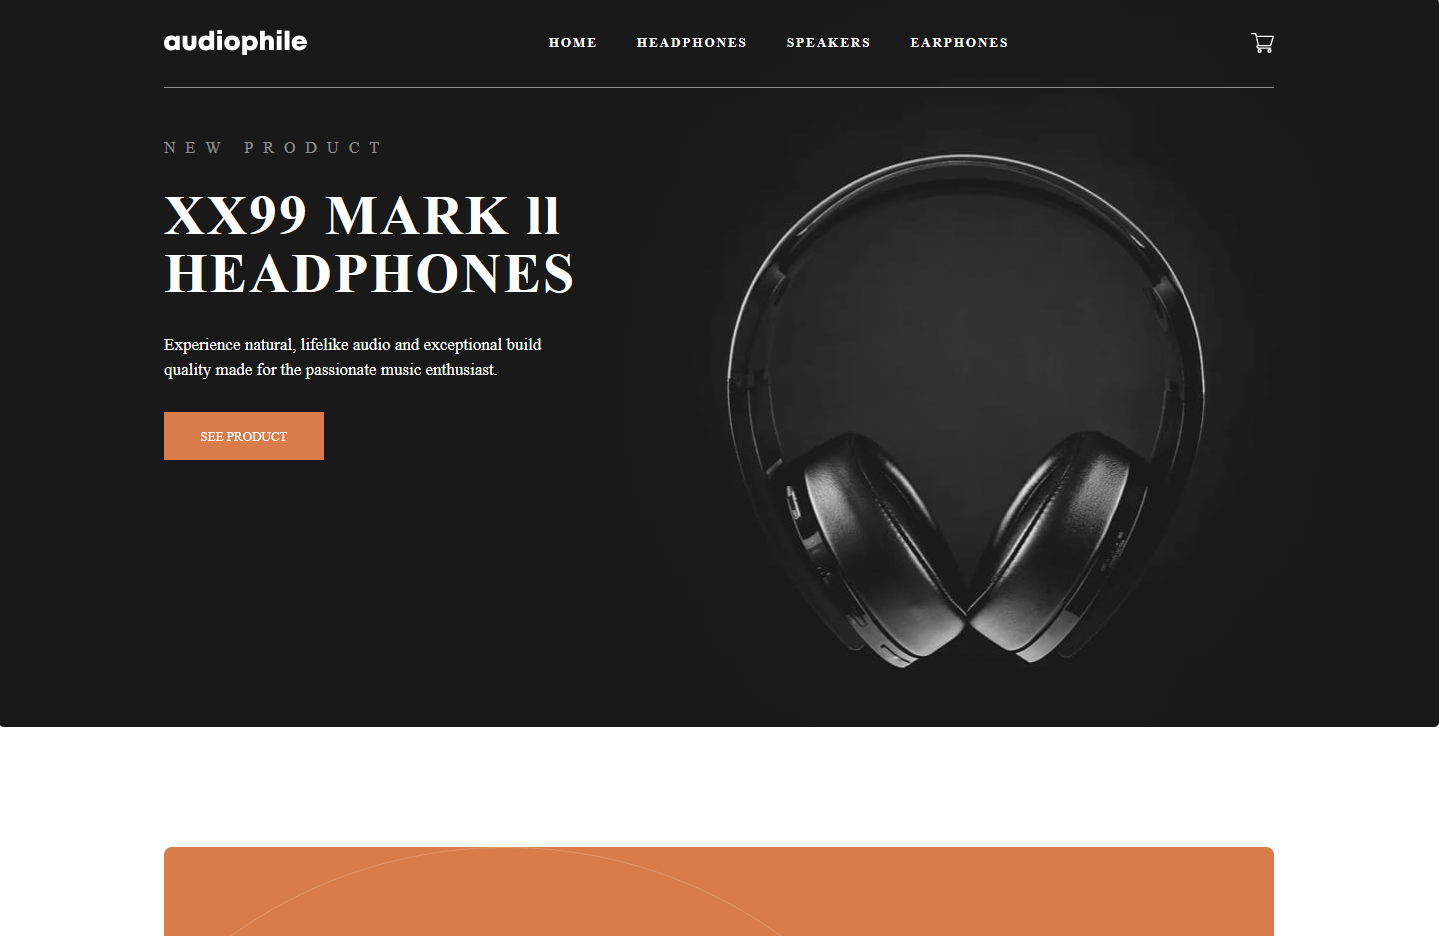 audiophile
HOME HEADPHONES SPEAKERS EARPHONES
NEW PRODUCT
XX99 MARK ll
HEADPHONES
Experience natural, lifelike audio and exceptional build
quality made for the passionate music enthusiast.
SEE PRODUCT